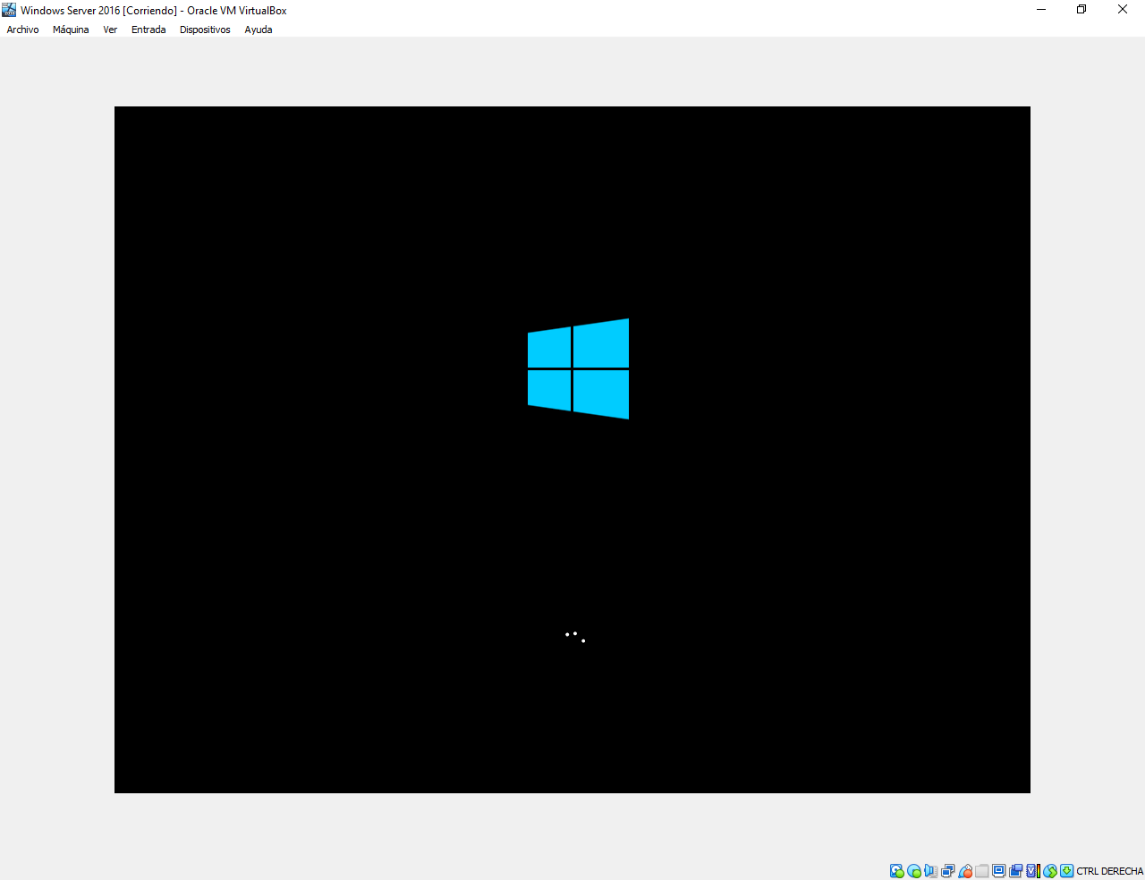 Windows Server 2016 [Corriendo] - Oracle VM VirtualBox
Archivo Máquina Ver Entrada Dispositivos Ayuda
CTRL DERECHA